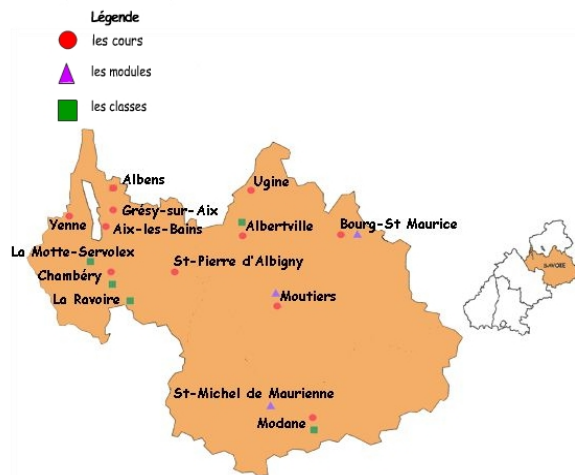 Légende
les cours
les modules
les classes
Albens
Ugine
Grésy-sur-Aix
Yenne
Aix-les-Bains
Albertville
Bourg-St Maurice
La Motte-Servolex
Chambéry
St-Pierre d'Albigny
La Ravoire
Moutiers
SAVOIE
St-Michel de Maurienne
Modane